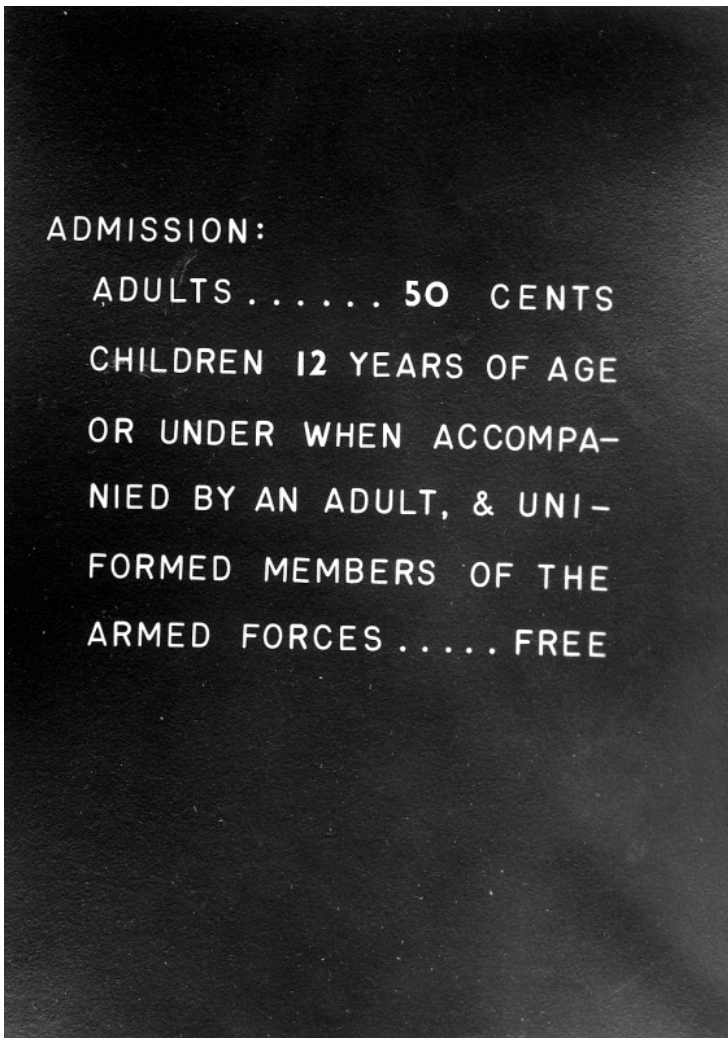 ADMISSION:
ADULTS ...... 50 CENTS
CHILDREN 12 YEARS OF AGE
OR UNDER WHEN ACCOMPA-
NIED BY AN ADULT, & UNI-
FORMED MEMBERS OF THE
ARMED FORCES ..... FREE